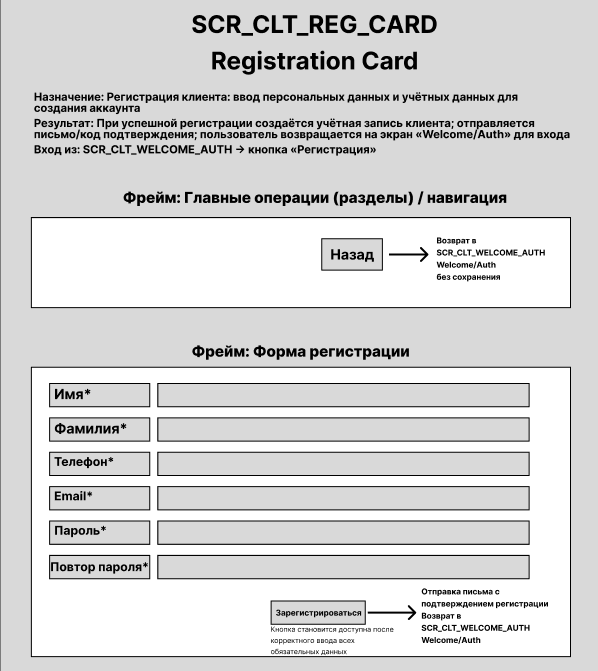 SCR_CLT_REG_CARD
Registration Card
Назначение: Регистрация клиента: ввод персональных данных и учётных данных для
создания аккаунта
Результат: При успешной регистрации создаётся учётная запись клиента; отправляется
письмо/код подтверждения; пользователь возвращается на экран «Welcome/Auth» для входа
Вход из: SCR_CLT_WELCOME_AUTH → кнопка «Регистрация»
Фрейм: Главные операции (разделы) / навигация
Назад
Возврат в
SCR_CLT_WELCOME_AUTH
Welcome/Auth
без сохранения
Фрейм: Форма регистрации
Имя*
Фамилия*
Телефон*
Email*
Пароль*
Повтор пароля*
Зарегистрироваться
Кнопка становится доступна после
корректного ввода всех
обязательных данных
Отправка письма с
подтверждением регистрации
Возврат в
SCR_CLT_WELCOME_AUTH
Welcome/Auth